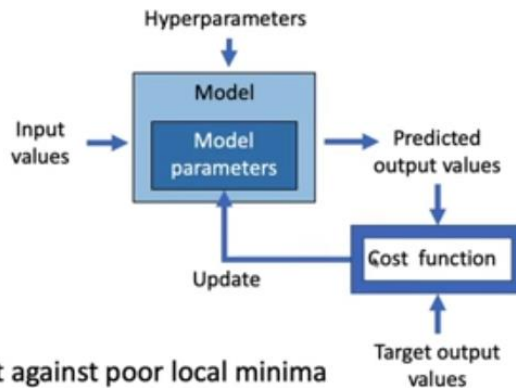 Hyperparameters
Model
Input
values
Model
parameters
Predicted
output values
Cost function
Update
Target output
values
against poor local minima